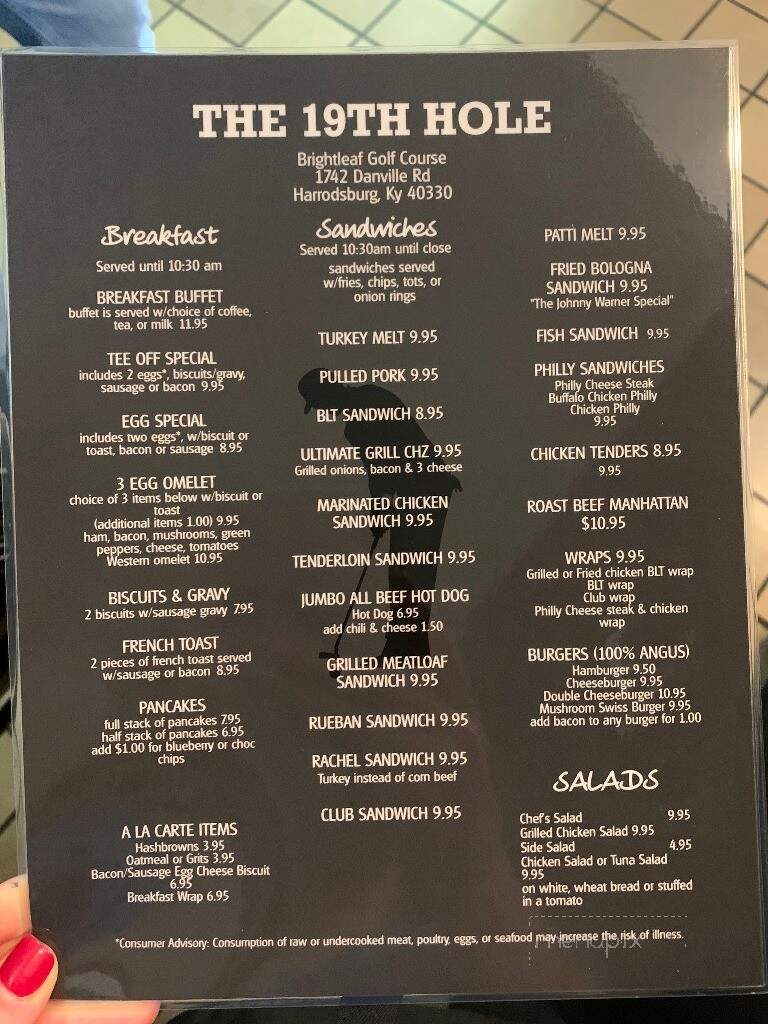 THE 19TH HOLE
Brightleaf Golf Course
1742 Danville Rd
Harrodsburg, Ky 40330
Breakfast
Served until 10:30 am
BREAKFAST BUFFET
buffet is served w/choice of coffee,
tea, or milk 11.95
TEE OFF SPECIAL
includes 2 eggs*, biscuits/gravy,
sausage or bacon 9.95
EGG SPECIAL
includes two eggs*, w/biscuit or
toast, bacon or sausage 8.95
3 EGG OMELET
choice of 3 items below w/biscuit or
toast
(additional items 1.00) 9.95
ham, bacon, mushrooms, green
peppers, cheese, tomatoes
Western omelet 10.95
BISCUITS & GRAVY
2 biscuits w/sausage gravy 7.95
FRENCH TOAST
2 pieces of french toast served
w/sausage or bacon 8.95
PANCAKES
full stack of pancakes 7.95
half stack of pancakes 6.95
add $1.00 for blueberry or choc
chips
A LA CARTE ITEMS
Hashbrowns 3.95
Oatmeal or Grits 3.95
Bacon/Sausage Egg Cheese Biscuit
6.95
Breakfast Wrap 6.95
Sandwiches
Served 10:30am until close
sandwiches served
w/fries, chips, tots, or
onion rings
TURKEY MELT 9.95
PULLED PORK 9.95
BLT SANDWICH 8.95
ULTIMATE GRILL CHZ 9.95
Grilled onions, bacon & 3 cheese
MARINATED CHICKEN
SANDWICH 9.95
TENDERLOIN SANDWICH 9.95
JUMBO ALL BEEF HOT DOG
Hot Dog 6.95
add chili & cheese 1.50
GRILLED MEATLOAF
SANDWICH 9.95
RUEBAN SANDWICH 9.95
RACHEL SANDWICH 9.95
Turkey instead of corn beef
CLUB SANDWICH 9.95
PATTI MELT 9.95
FRIED BOLOGNA
SANDWICH 9.95
"The Johnny Warner Special"
FISH SANDWICH 9.95
PHILLY SANDWICHES
Philly Cheese Steak
Buffalo Chicken Philly
Chicken Philly
9.95
CHICKEN TENDERS 8.95
9.95
ROAST BEEF MANHATTAN
$10.95
WRAPS 9.95
Grilled or Fried chicken BLT wrap
BLT wrap
Club wrap
Philly Cheese steak & chicken
wrap
BURGERS (100% ANGUS)
Hamburger 9.50
Cheeseburger 9.95
Double Cheeseburger 10.95
Mushroom Swiss Burger 9.95
add bacon to any burger for 1.00
SALADS
Chef's Salad 9.95
Grilled Chicken Salad 9.95
Side Salad 4.95
Chicken Salad or Tuna Salad
9.95
on white, wheat bread or stuffed
in a tomato
*Consumer Advisory: Consumption of raw or undercooked meat, poultry, eggs, or seafood may increase the risk of illness.
menupix